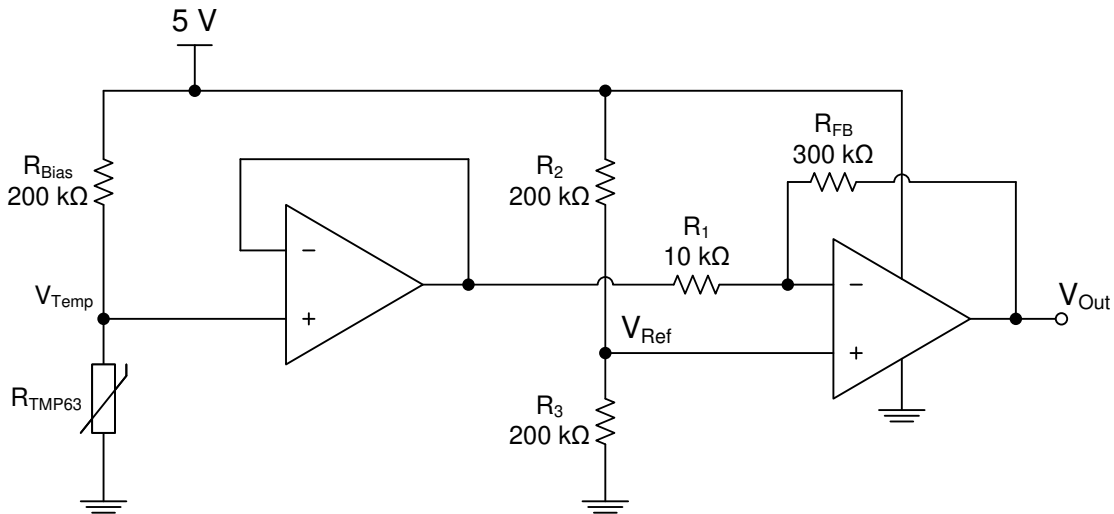 5 V
R_Bias
200 kΩ
V_Temp
R_TMP63
−
+
R_2
200 kΩ
V_Ref
R_3
200 kΩ
R_1
10 kΩ
R_FB
300 kΩ
−
+
V_Out